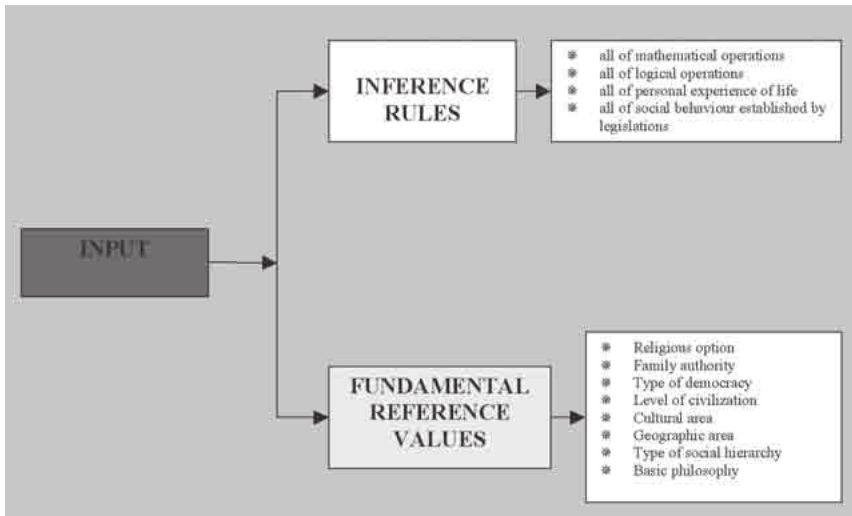 INFERENCE
RULES
❋ all of mathematical operations
❋ all of logical operations
❋ all of personal experience of life
❋ all of social behaviour established by
legislations
INPUT
FUNDAMENTAL
REFERENCE
VALUES
❋ Religious option
❋ Family authority
❋ Type of democracy
❋ Level of civilization
❋ Cultural area
❋ Geographic area
❋ Type of social hierarchy
❋ Basic philosophy